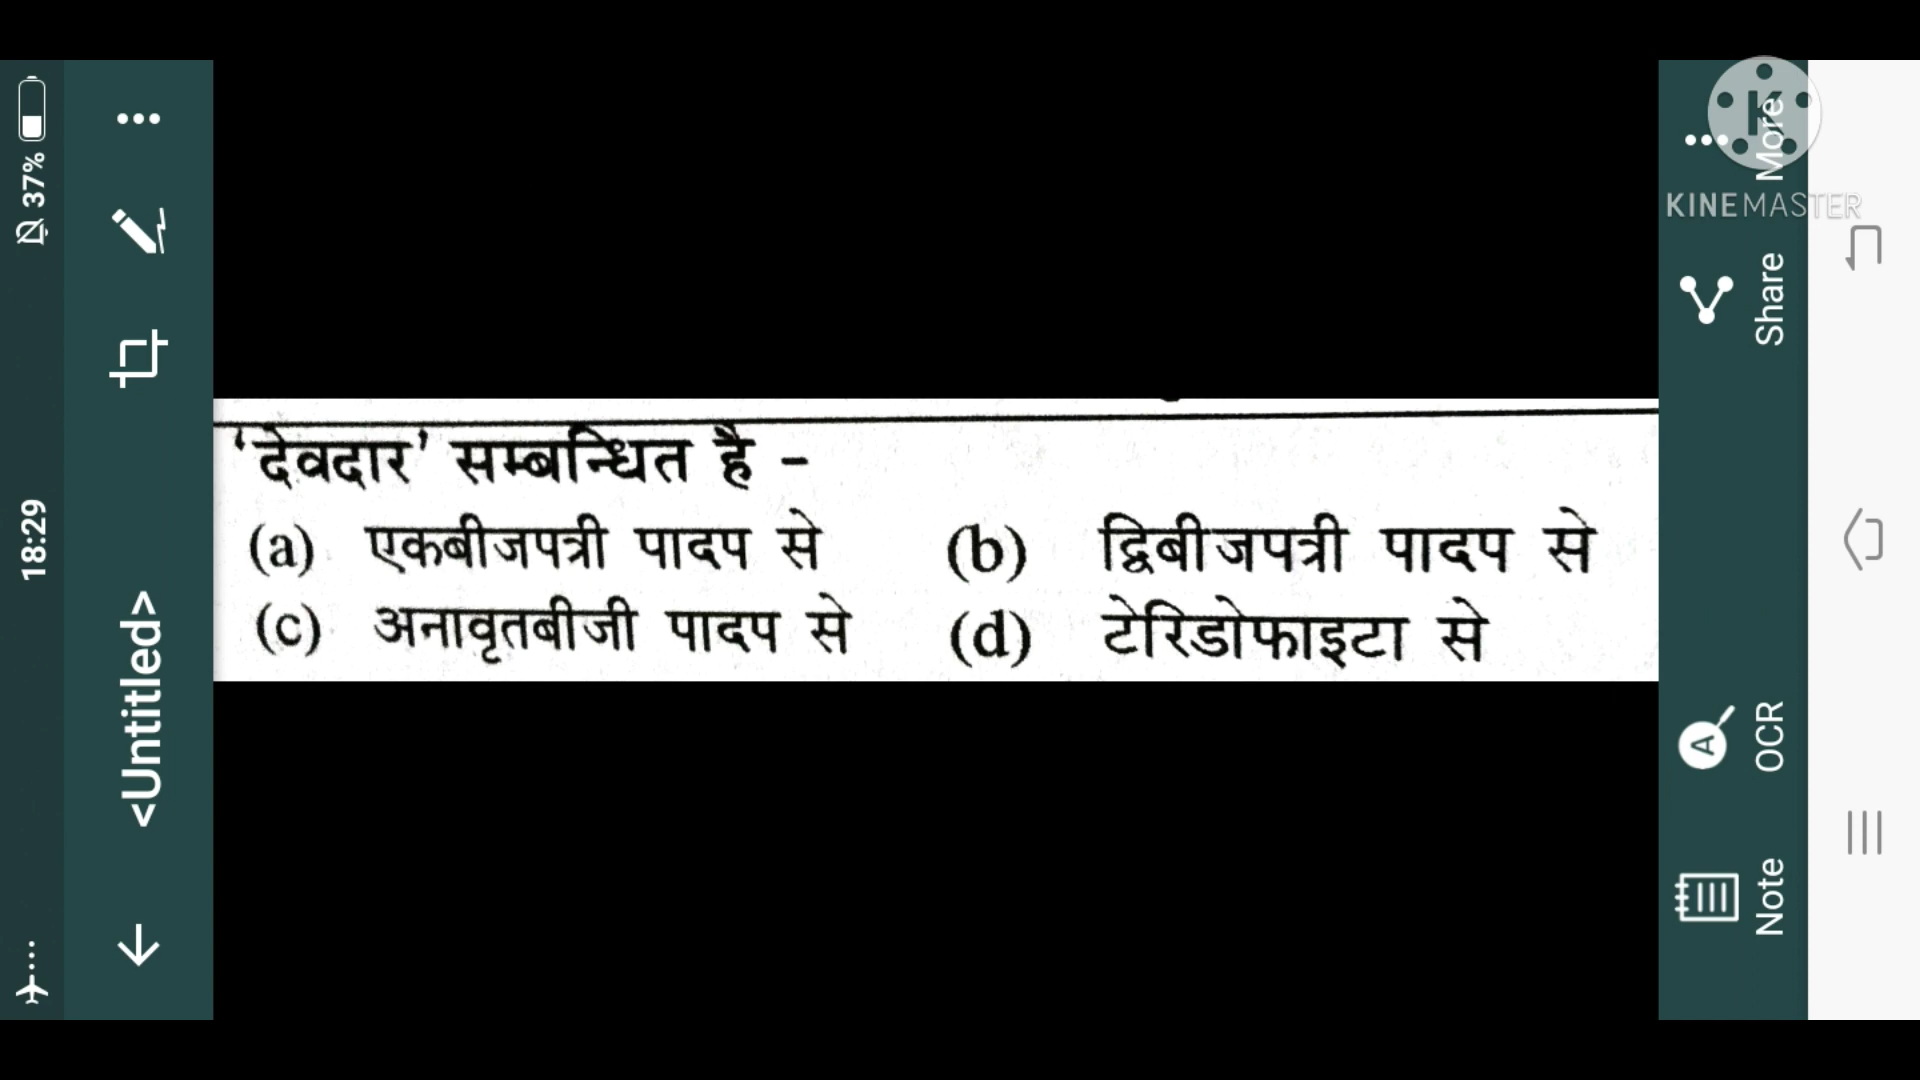 37%
18:29
<Untitled>
'देवदार' सम्बन्धित है -
(a) एकबीजपत्री पादप से (b) द्विबीजपत्री पादप से
(c) अनावृतबीजी पादप से (d) टेरिडोफाइटा से
K
KINEMASTER
More
Share
OCR
Note